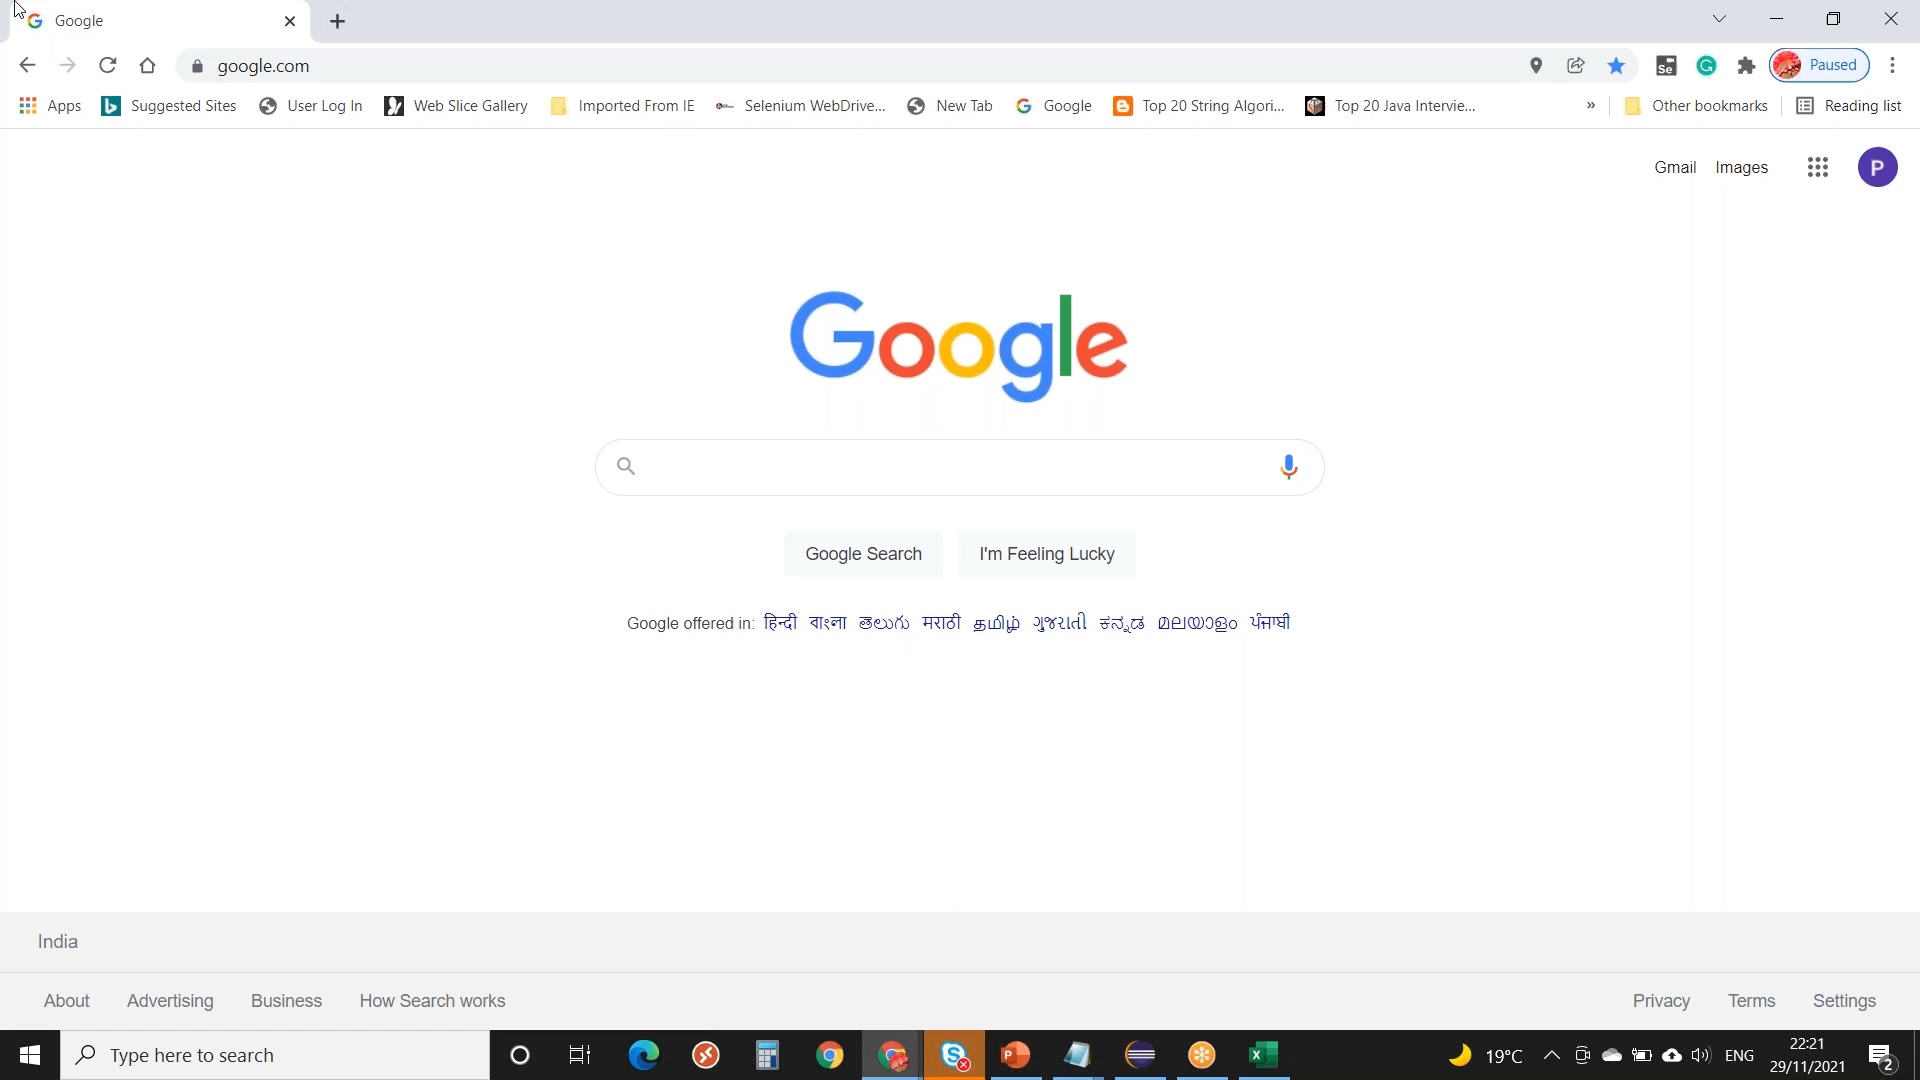 Google
google.com
Se
G
Paused
Apps
Suggested Sites
User Log In
Web Slice Gallery
Imported From IE
Selenium WebDrive...
New Tab
Google
Top 20 String Algori...
Top 20 Java Intervie...
»
Other bookmarks
Reading list
Gmail Images
P
Google
Google Search
I'm Feeling Lucky
Google offered in: हिन्दी বাংলা తెలుగు मराठी தமிழ் ગુજરાતી ಕನ್ನಡ മലയാളം ਪੰਜਾਬੀ
India
About Advertising Business How Search works
Privacy Terms Settings
Type here to search
19°C
ENG
22:21
29/11/2021
2